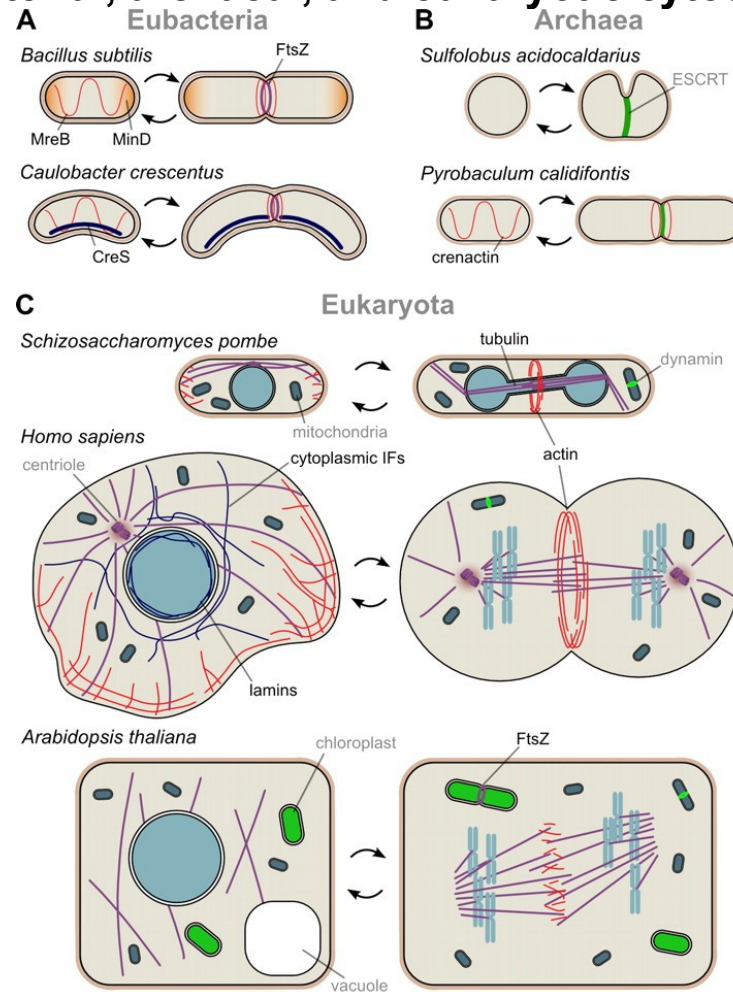 A Eubacteria
Bacillus subtilis
FtsZ
MreB
MinD
Caulobacter crescentus
CreS
B Archaea
Sulfolobus acidocaldarius
ESCRT
Pyrobaculum calidifontis
crenactin
C Eukaryota
Schizosaccharomyces pombe
tubulin
dynamin
mitochondria
Homo sapiens
centriole
cytoplasmic IFs
actin
lamins
Arabidopsis thaliana
chloroplast
FtsZ
vacuole